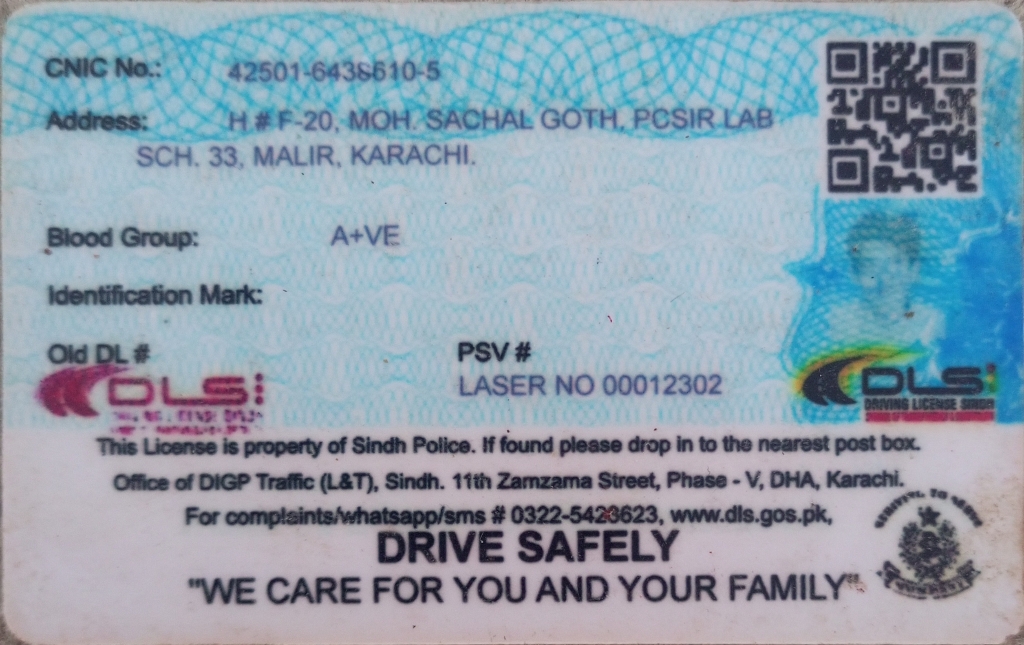 CNIC No.: 42501-6438610-5
Address: H # F-20, MOH. SACHAL GOTH, PCSIR LAB
SCH. 33, MALIR, KARACHI.
Blood Group: A+VE
Identification Mark:
Old DL # PSV #
LASER NO 00012302
DLS
DLS
DRIVING LICENSE SINDH
This License is property of Sindh Police. If found please drop in to the nearest post box.
Office of DIGP Traffic (L&T), Sindh. 11th Zamzama Street, Phase - V, DHA, Karachi.
For complaints/whatsapp/sms # 0322-5423623, www.dls.gos.pk,
DRIVE SAFELY
"WE CARE FOR YOU AND YOUR FAMILY"